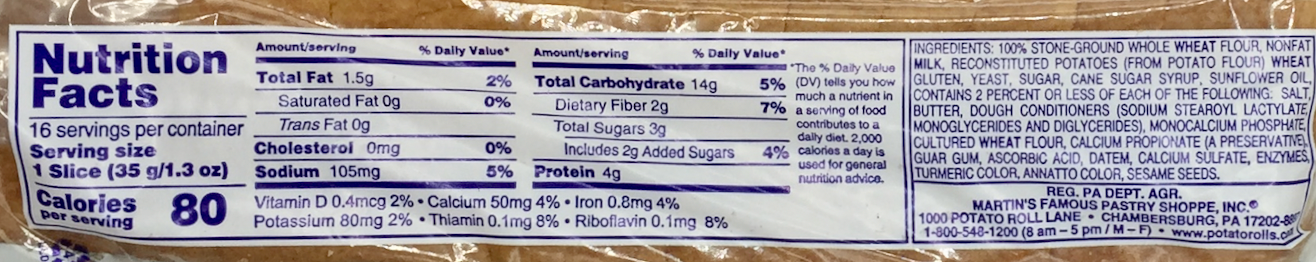 Nutrition
Facts
16 servings per container
Serving size
1 Slice (35 g/1.3 oz)
Calories
per serving
80
Amount/serving % Daily Value*
Total Fat 1.5g 2%
Saturated Fat 0g 0%
Trans Fat 0g
Cholesterol 0mg 0%
Sodium 105mg 5%
Amount/serving % Daily Value*
Total Carbohydrate 14g 5%
Dietary Fiber 2g 7%
Total Sugars 3g
Includes 2g Added Sugars 4%
Protein 4g
Vitamin D 0.4mcg 2% • Calcium 50mg 4% • Iron 0.8mg 4%
Potassium 80mg 2% • Thiamin 0.1mg 8% • Riboflavin 0.1mg 8%
*The % Daily Value
(DV) tells you how
much a nutrient in
a serving of food
contributes to a
daily diet. 2,000
calories a day is
used for general
nutrition advice.
INGREDIENTS: 100% STONE-GROUND WHOLE WHEAT FLOUR, NONFAT
MILK, RECONSTITUTED POTATOES (FROM POTATO FLOUR) WHEAT
GLUTEN, YEAST, SUGAR, CANE SUGAR SYRUP, SUNFLOWER OIL,
CONTAINS 2 PERCENT OR LESS OF EACH OF THE FOLLOWING: SALT,
BUTTER, DOUGH CONDITIONERS (SODIUM STEAROYL LACTYLATE,
MONOGLYCERIDES AND DIGLYCERIDES), MONOCALCIUM PHOSPHATE,
CULTURED WHEAT FLOUR, CALCIUM PROPIONATE (A PRESERVATIVE),
GUAR GUM, ASCORBIC ACID, DATEM, CALCIUM SULFATE, ENZYMES,
TURMERIC COLOR, ANNATTO COLOR, SESAME SEEDS.
REG. PA DEPT. AGR.
MARTIN'S FAMOUS PASTRY SHOPPE, INC.®
1000 POTATO ROLL LANE • CHAMBERSBURG, PA 17202-
1-800-548-1200 (8 am – 5 pm / M – F) • www.potatorolls.